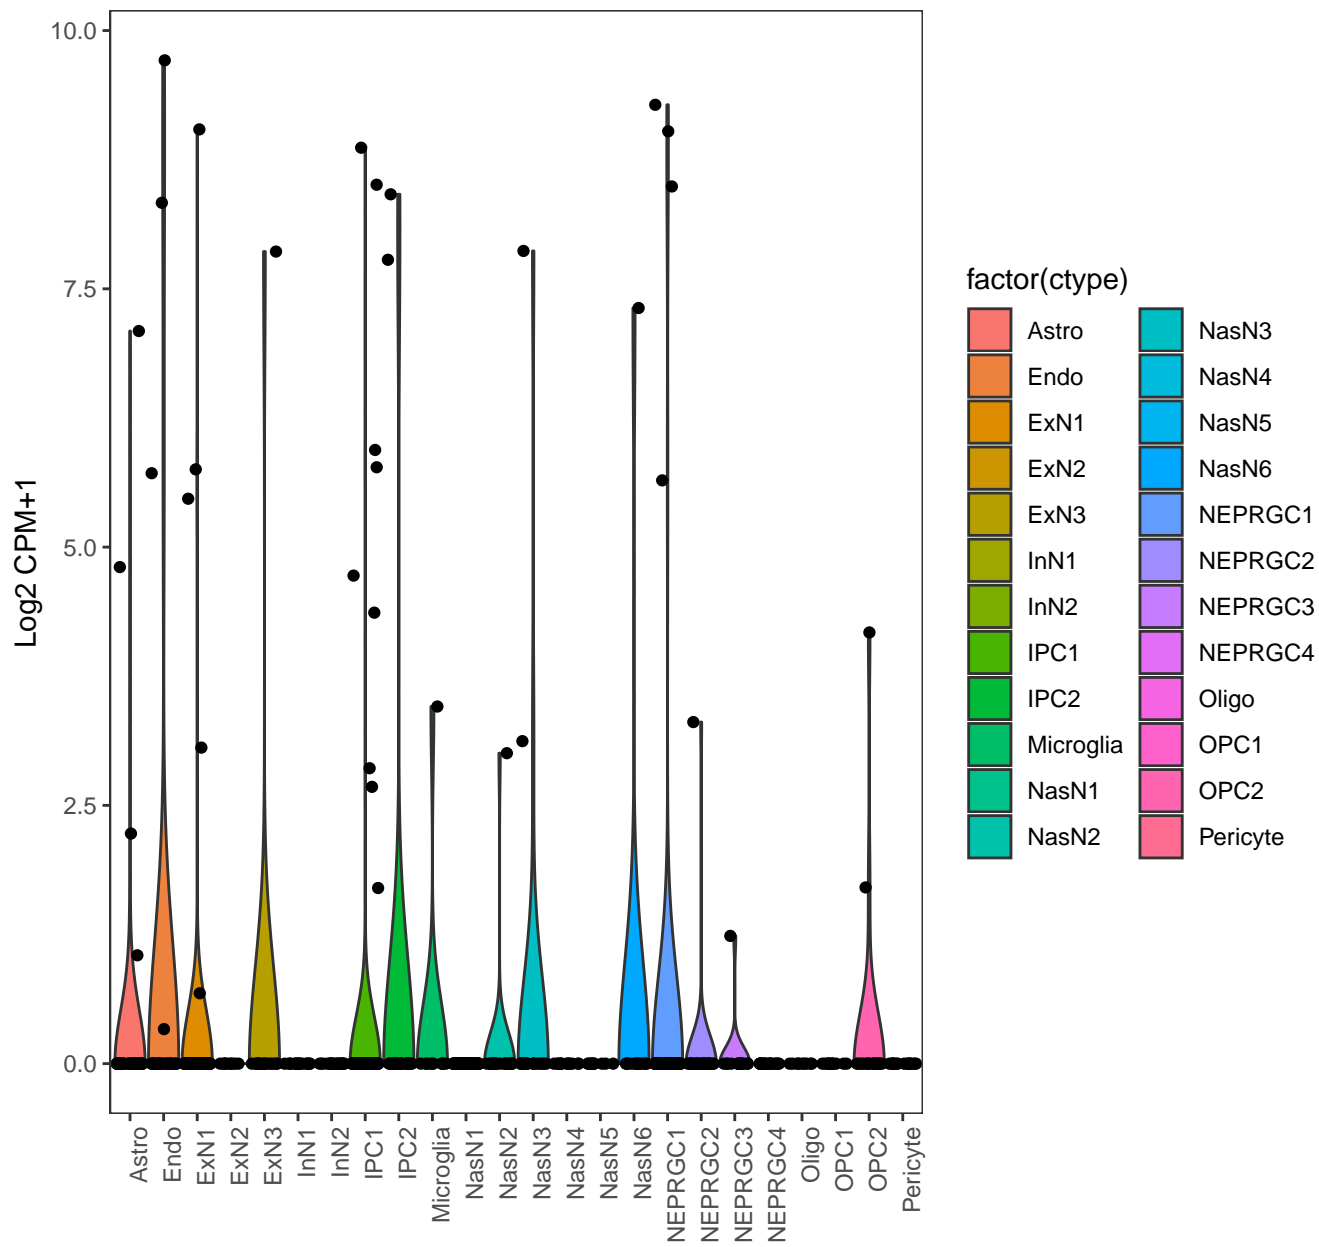 10.0
7.5
5.0
2.5
0.0
Log2 CPM+1
Astro
Endo
ExN1
ExN2
ExN3
InN1
InN2
IPC1
IPC2
Microglia
NasN1
NasN2
NasN3
NasN4
NasN5
NasN6
NEPRGC1
NEPRGC2
NEPRGC3
NEPRGC4
Oligo
OPC1
OPC2
Pericyte
factor(ctype)
Astro
Endo
ExN1
ExN2
ExN3
InN1
InN2
IPC1
IPC2
Microglia
NasN1
NasN2
NasN3
NasN4
NasN5
NasN6
NEPRGC1
NEPRGC2
NEPRGC3
NEPRGC4
Oligo
OPC1
OPC2
Pericyte